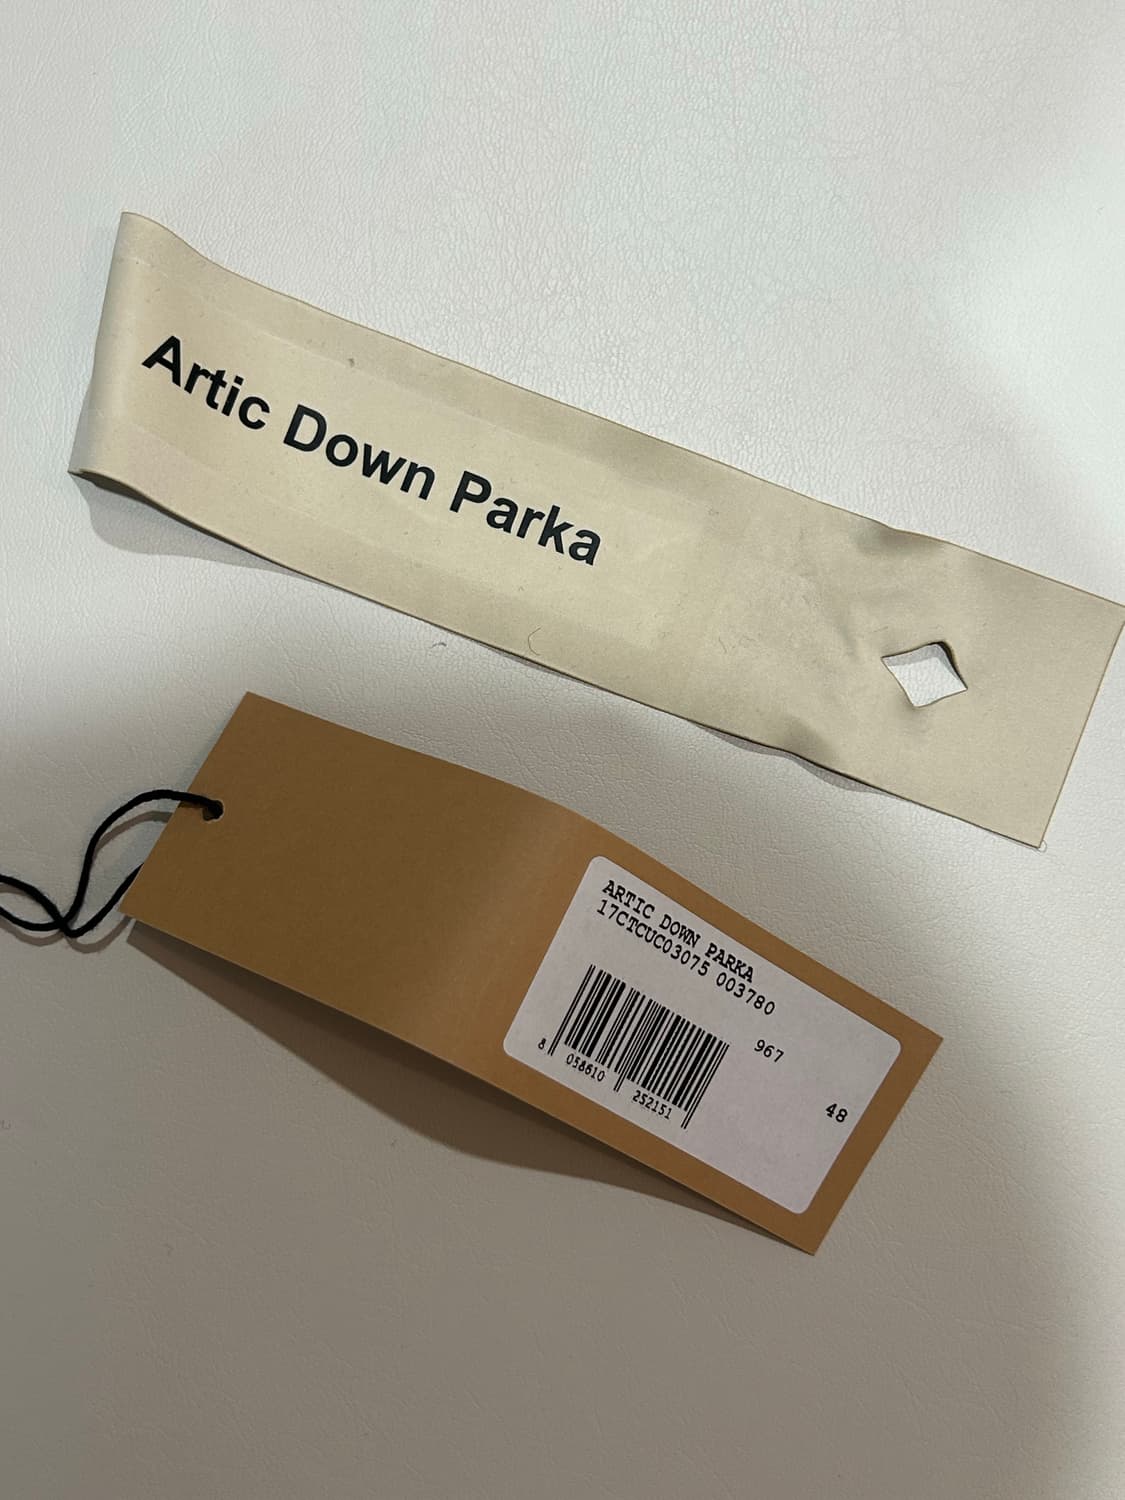 Artic Down Parka
ARTIC DOWN PARKA
17CTCUC03075 003780
967
8 058610 252151
48